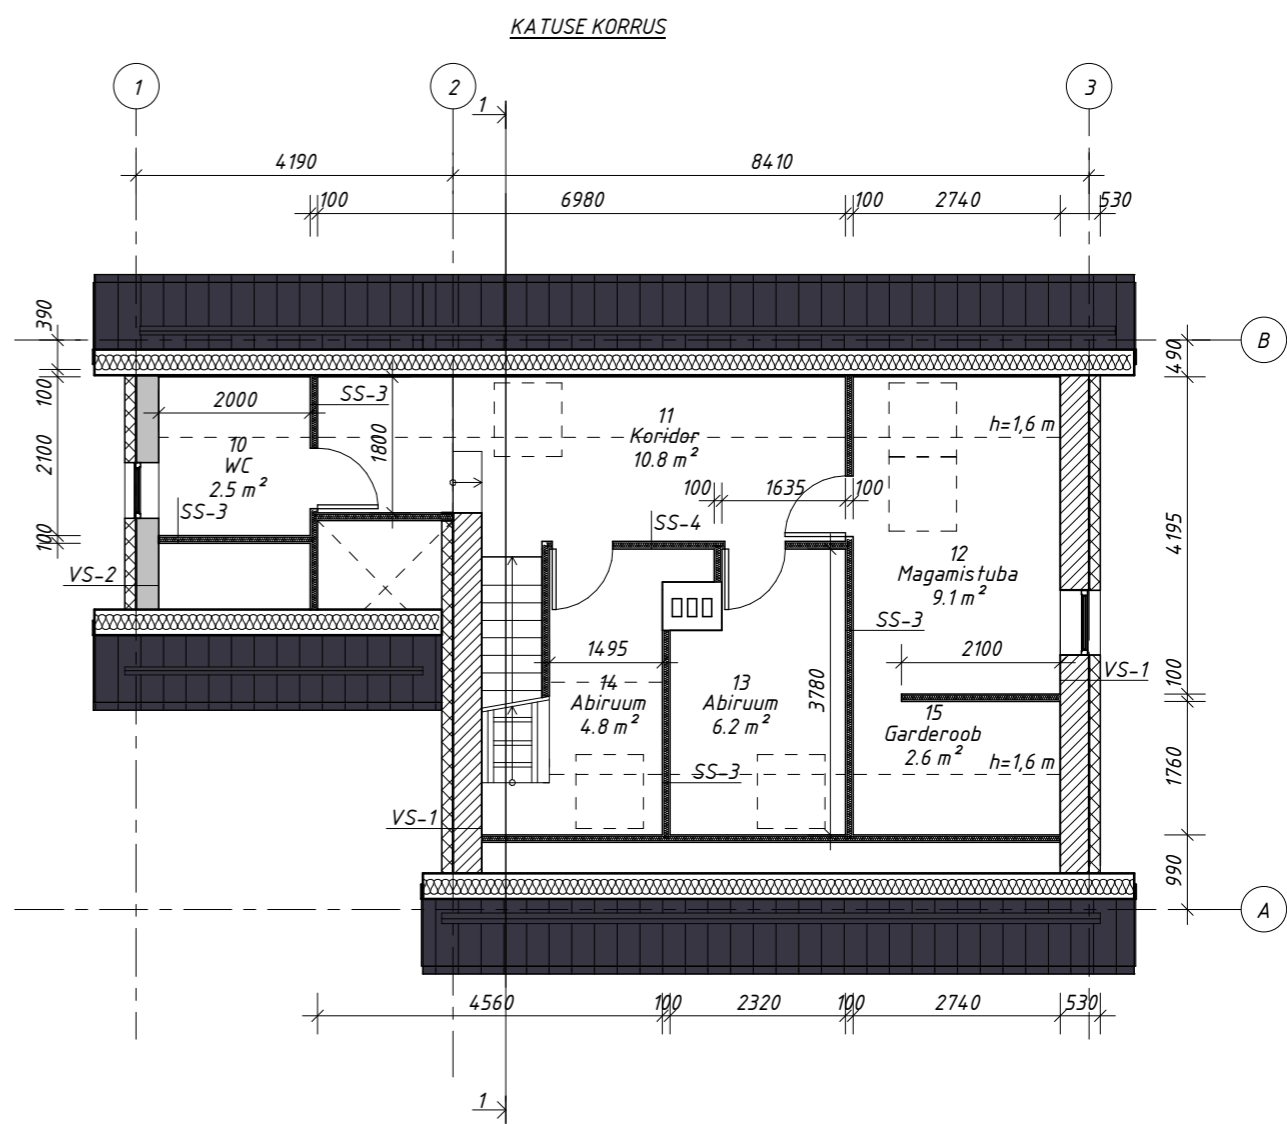 KATUSE KORRUS
1
2
3
1
4190
8410
100
6980
100
2740
530
390
B
490
100
2000
SS-3
11
Koridor
10.8 m²
h=1,6 m
10
WC
2.5 m²
1800
2100
100
1635
100
SS-3
SS-4
4195
100
12
Magamistuba
9.1 m²
VS-2
SS-3
1495
2100
VS-1
100
14
Abiruum
4.8 m²
13
Abiruum
6.2 m²
3780
15
Garderoob
2.6 m²
h=1,6 m
SS-3
1760
VS-1
990
A
4560
100
2320
100
2740
530
1